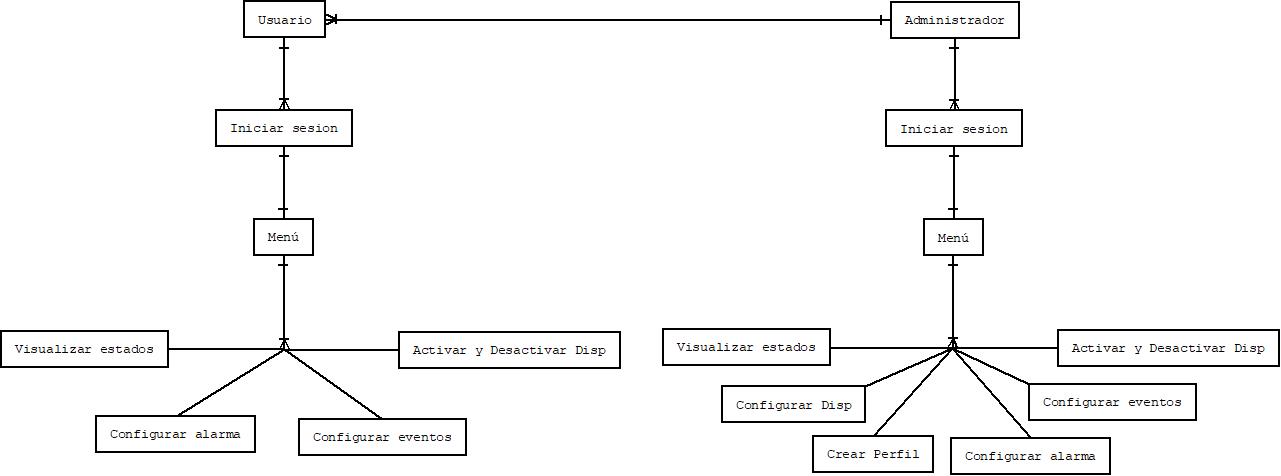 Usuario
Administrador
Iniciar sesion
Iniciar sesion
Menú
Menú
Visualizar estados
Activar y Desactivar Disp
Visualizar estados
Activar y Desactivar Disp
Configurar Disp
Configurar eventos
Configurar alarma
Configurar eventos
Crear Perfil
Configurar alarma